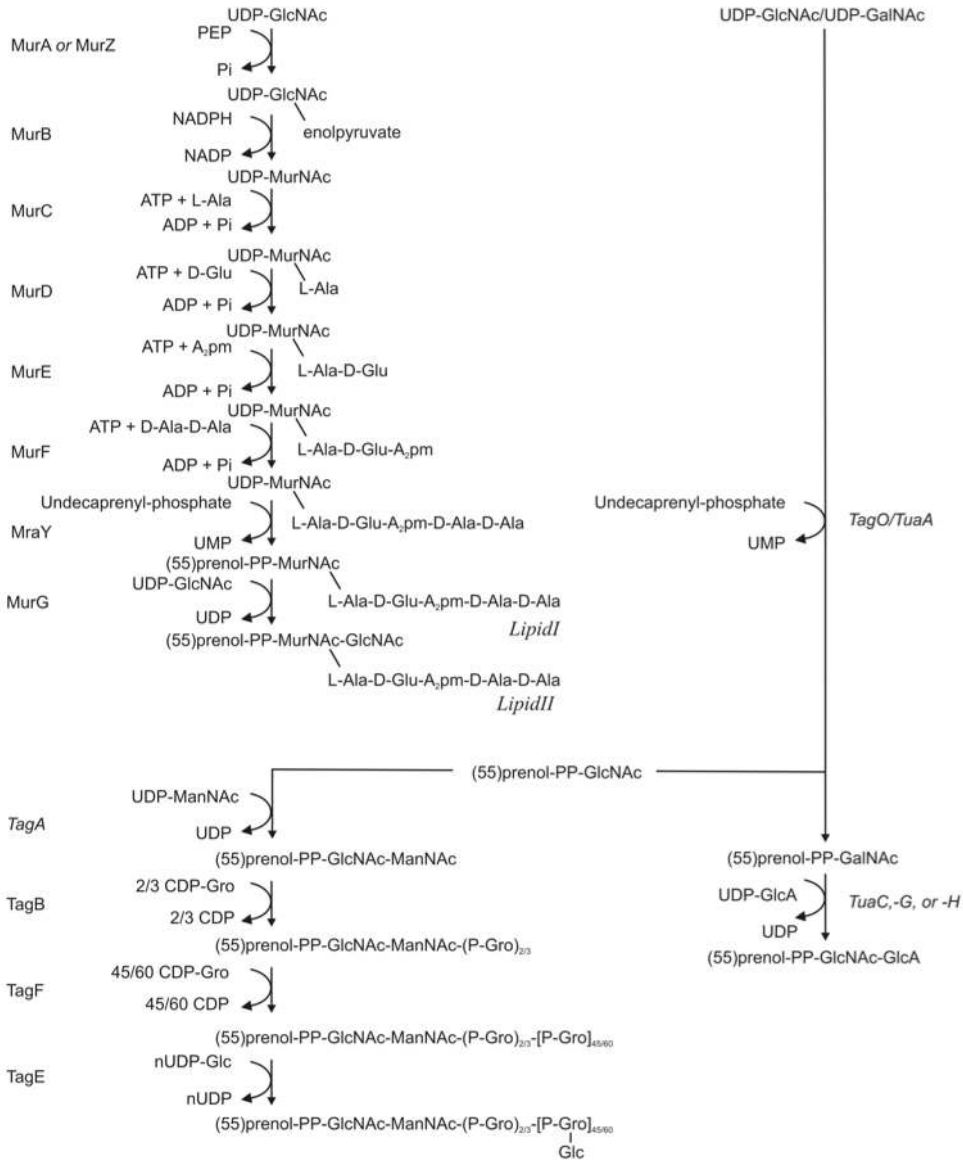 UDP-GlcNAc
UDP-GlcNAc/UDP-GalNAc
PEP
MurA or MurZ
Pi
UDP-GlcNAc
enolpyruvate
NADPH
MurB
NADP
UDP-MurNAc
ATP + L-Ala
MurC
ADP + Pi
UDP-MurNAc
L-Ala
ATP + D-Glu
MurD
ADP + Pi
UDP-MurNAc
L-Ala-D-Glu
ATP + A₂pm
MurE
ADP + Pi
UDP-MurNAc
L-Ala-D-Glu-A₂pm
ATP + D-Ala-D-Ala
MurF
ADP + Pi
UDP-MurNAc
L-Ala-D-Glu-A₂pm-D-Ala-D-Ala
Undecaprenyl-phosphate
MraY
UMP
Undecaprenyl-phosphate
TagO/TuaA
UMP
(55)prenol-PP-MurNAc
L-Ala-D-Glu-A₂pm-D-Ala-D-Ala
LipidI
UDP-GlcNAc
MurG
UDP
(55)prenol-PP-MurNAc-GlcNAc
L-Ala-D-Glu-A₂pm-D-Ala-D-Ala
LipidII
(55)prenol-PP-GlcNAc
UDP-ManNAc
TagA
UDP
(55)prenol-PP-GlcNAc-ManNAc
(55)prenol-PP-GalNAc
2/3 CDP-Gro
TagB
2/3 CDP
UDP-GlcA
TuaC,-G, or -H
UDP
(55)prenol-PP-GlcNAc-ManNAc-(P-Gro)2/3
(55)prenol-PP-GlcNAc-GlcA
45/60 CDP-Gro
TagF
45/60 CDP
(55)prenol-PP-GlcNAc-ManNAc-(P-Gro)2/3-[P-Gro]45/60
nUDP-Glc
TagE
nUDP
(55)prenol-PP-GlcNAc-ManNAc-(P-Gro)2/3-[P-Gro]45/60
Glc